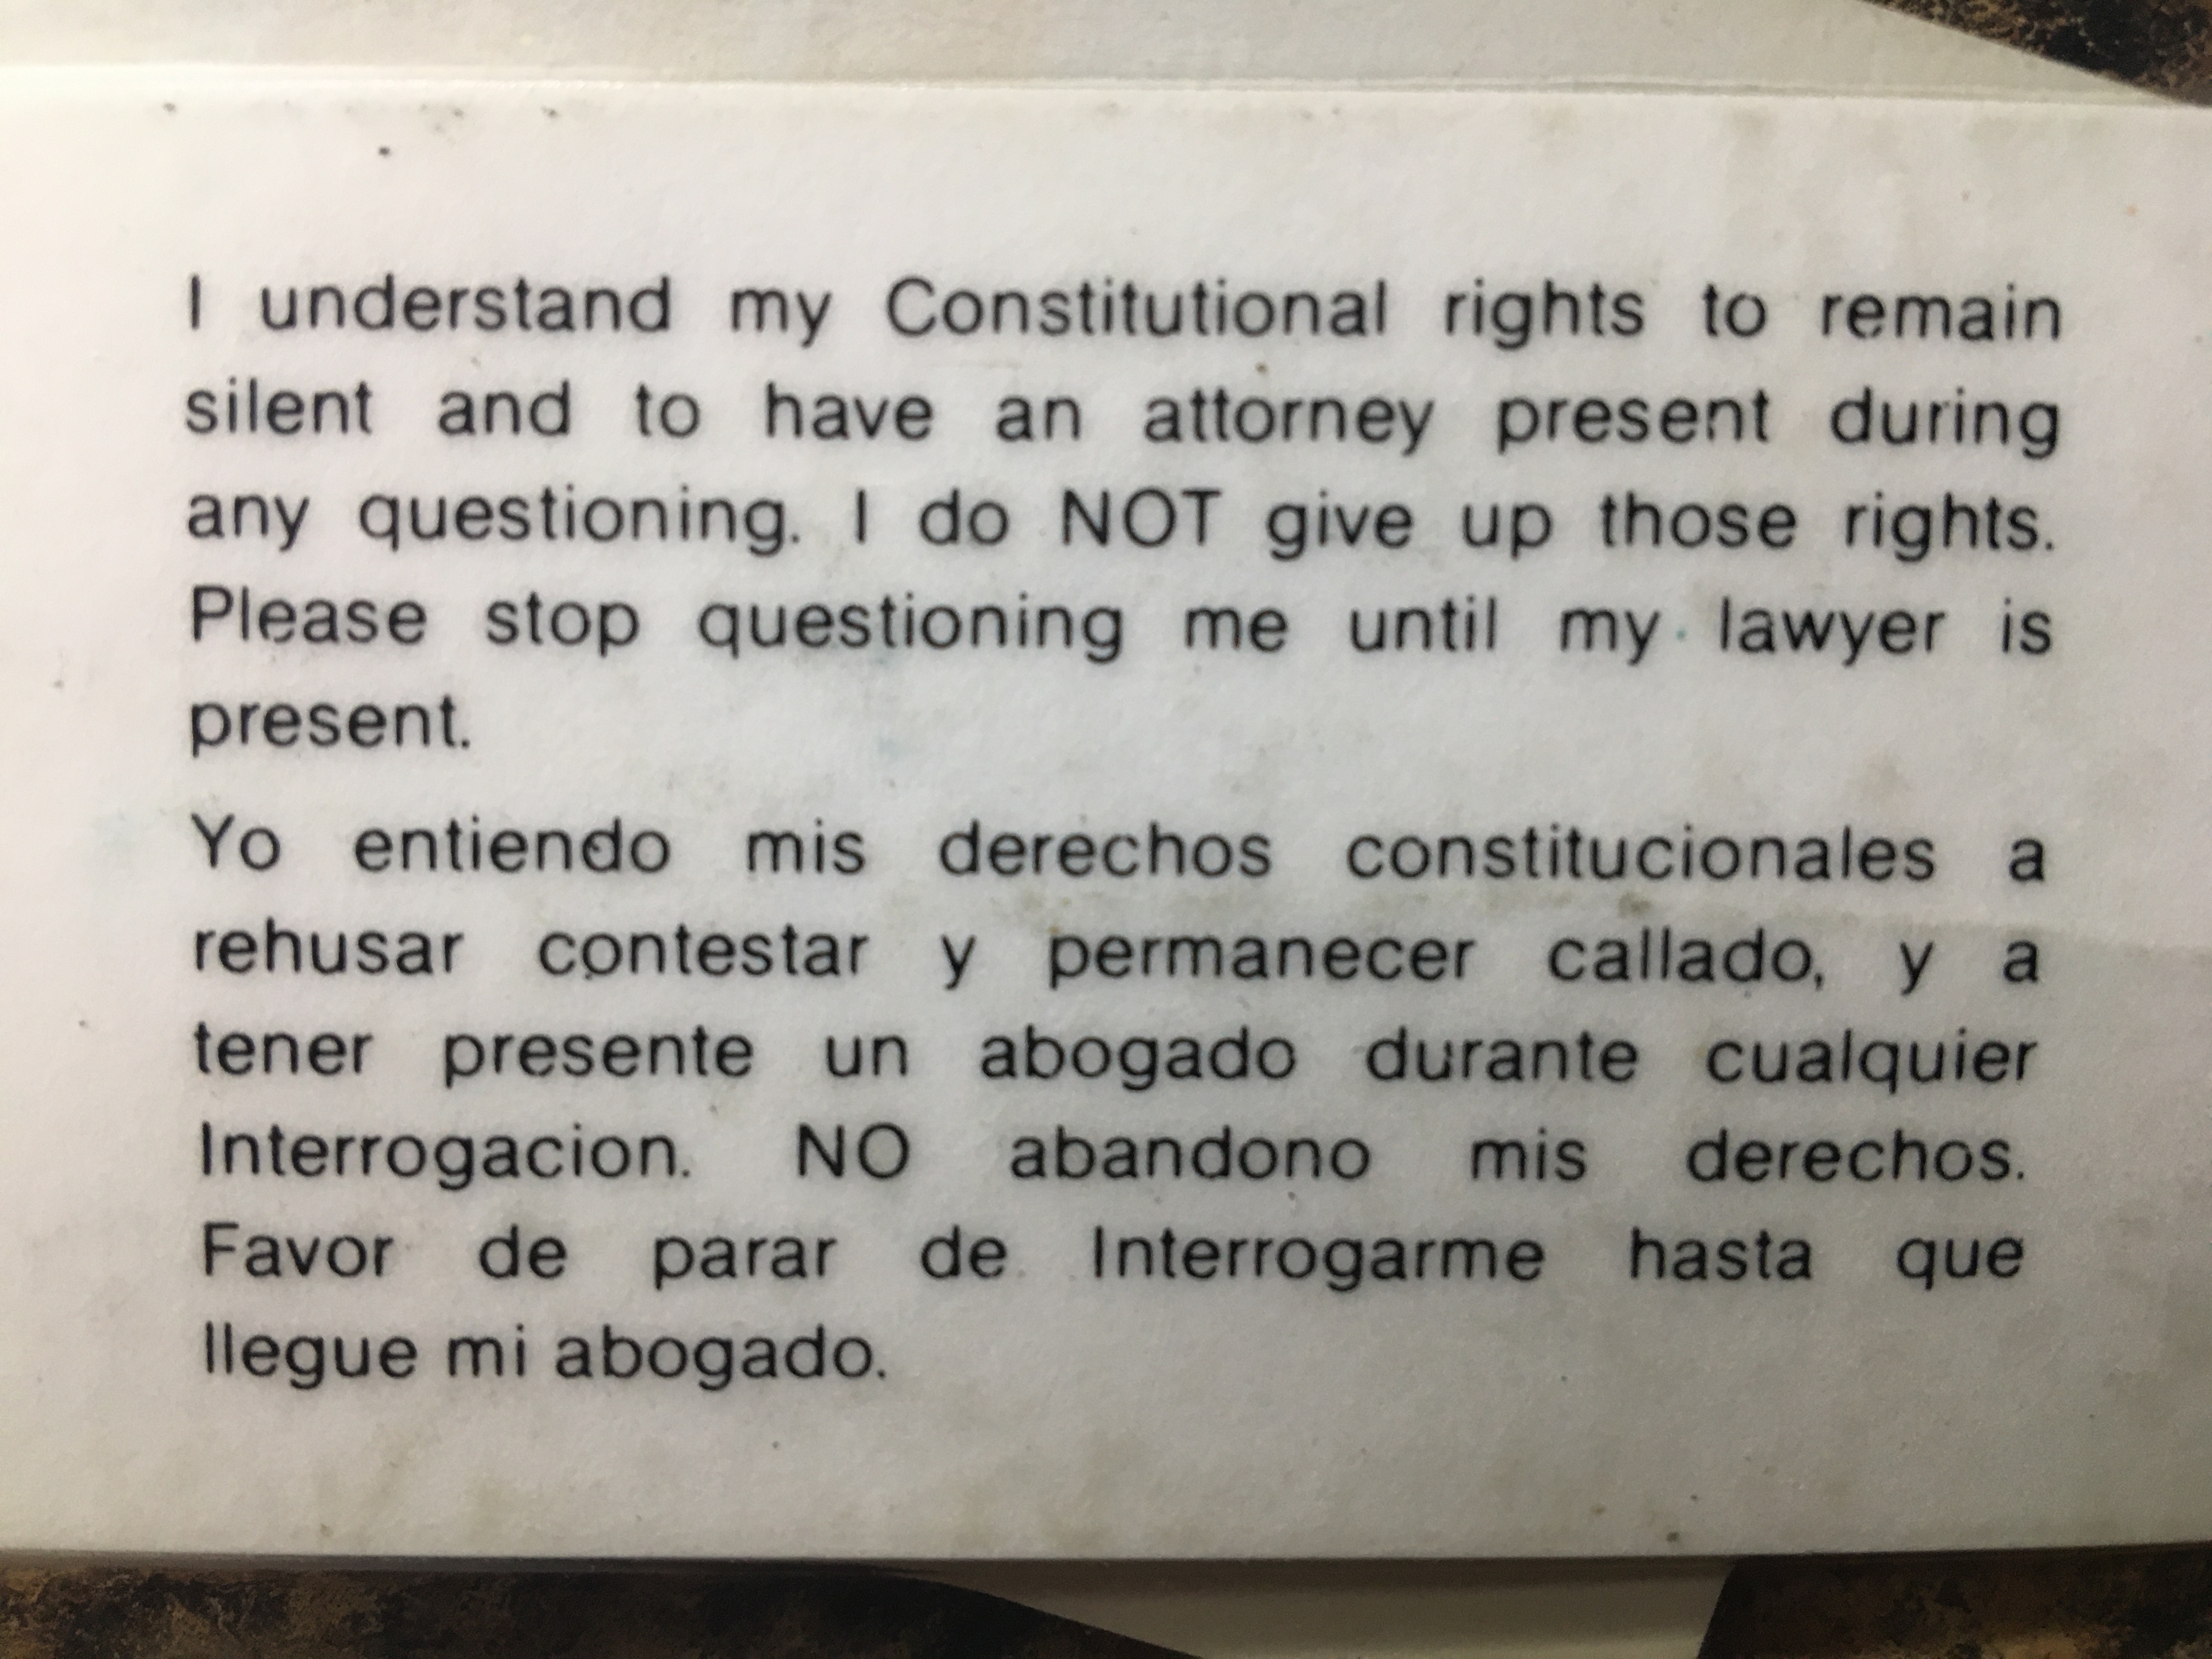 I understand my Constitutional rights to remain
silent and to have an attorney present during
any questioning. I do NOT give up those rights.
Please stop questioning me until my lawyer is
present.
Yo entiendo mis derechos constitucionales a
rehusar contestar y permanecer callado, y a
tener presente un abogado durante cualquier
Interrogacion. NO abandono mis derechos.
Favor de parar de Interrogarme hasta que
llegue mi abogado.